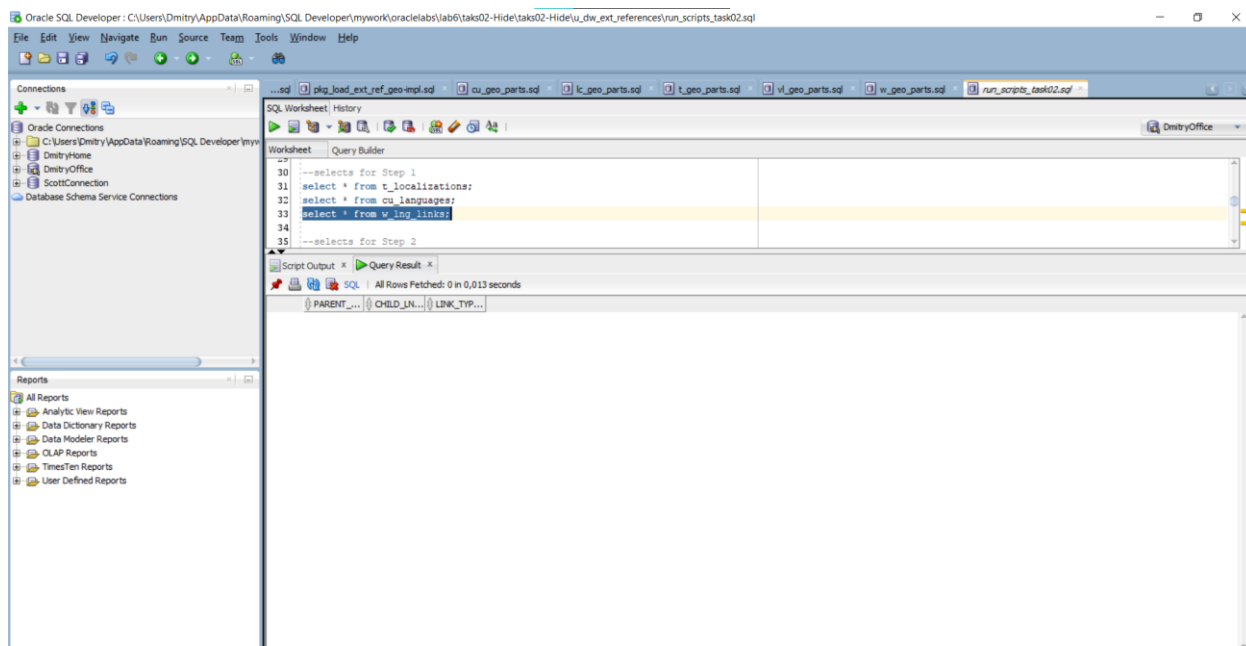 Oracle SQL Developer : C:\Users\Dmitry\AppData\Roaming\SQL Developer\mywork\oraclelabs\lab6\taks02-Hide\taks02-Hide\u_dw_ext_references\run_scripts_task02.sql
File Edit View Navigate Run Source Team Tools Window Help
Connections
Oracle Connections
C:\Users\Dmitry\AppData\Roaming\SQL Developer\myw
DmitryHome
DmitryOffice
ScottConnection
Database Schema Service Connections
Reports
All Reports
Analytic View Reports
Data Dictionary Reports
Data Modeler Reports
OLAP Reports
TimesTen Reports
User Defined Reports
...sql pkg_load_ext_ref_geo-impl.sql cu_geo_parts.sql lc_geo_parts.sql t_geo_parts.sql vl_geo_parts.sql w_geo_parts.sql run_scripts_task02.sql
SQL Worksheet History
DmitryOffice
Worksheet Query Builder
29
30 --selects for Step 1
31 select * from t_localizations;
32 select * from cu_languages;
33 select * from w_lng_links;
34
35 --selects for Step 2
Script Output x Query Result x
SQL | All Rows Fetched: 0 in 0,013 seconds
PARENT_... CHILD_LN... LINK_TYP...